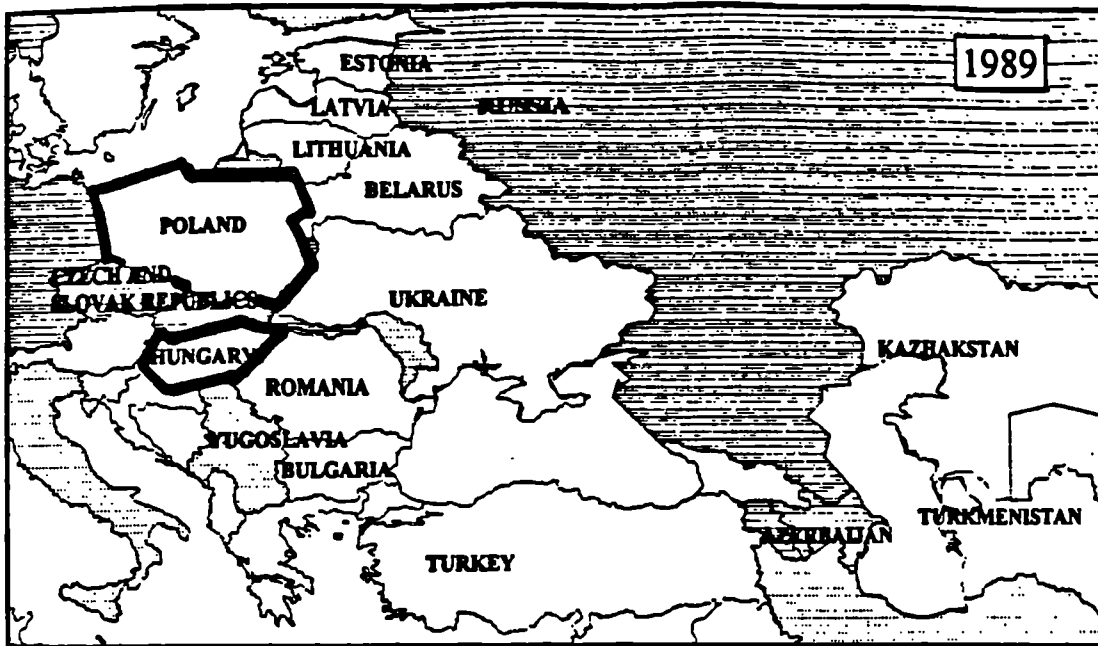 1989
ESTONIA
LATVIA
RUSSIA
LITHUANIA
BELARUS
POLAND
CZECH AND
SLOVAK REPUBLICS
UKRAINE
HUNGARY
KAZHAKSTAN
ROMANIA
YUGOSLAVIA
BULGARIA
TURKMENISTAN
AZERBAIJAN
TURKEY